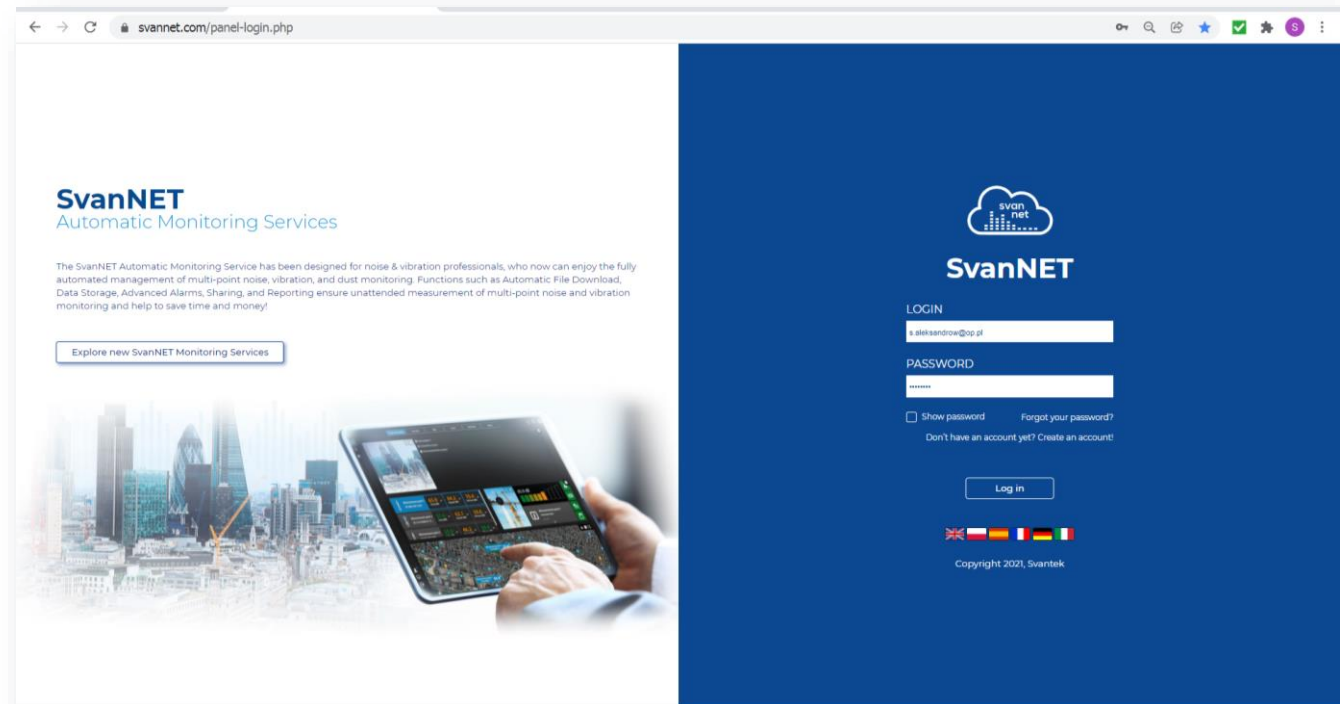 svannet.com/panel-login.php
S
SvanNET
Automatic Monitoring Services
The SvanNET Automatic Monitoring Service has been designed for noise & vibration professionals, who now can enjoy the fully
automated management of multi-point noise, vibration, and dust monitoring. Functions such as Automatic File Download,
Data Storage, Advanced Alarms, Sharing, and Reporting ensure unattended measurement of multi-point noise and vibration
monitoring and help to save time and money!
Explore new SvanNET Monitoring Services
svan
net
SvanNET
LOGIN
s.aleksandrow@op.pl
PASSWORD
Show password
Forgot your password?
Don't have an account yet? Create an account!
Log in
Copyright 2021, Svantek